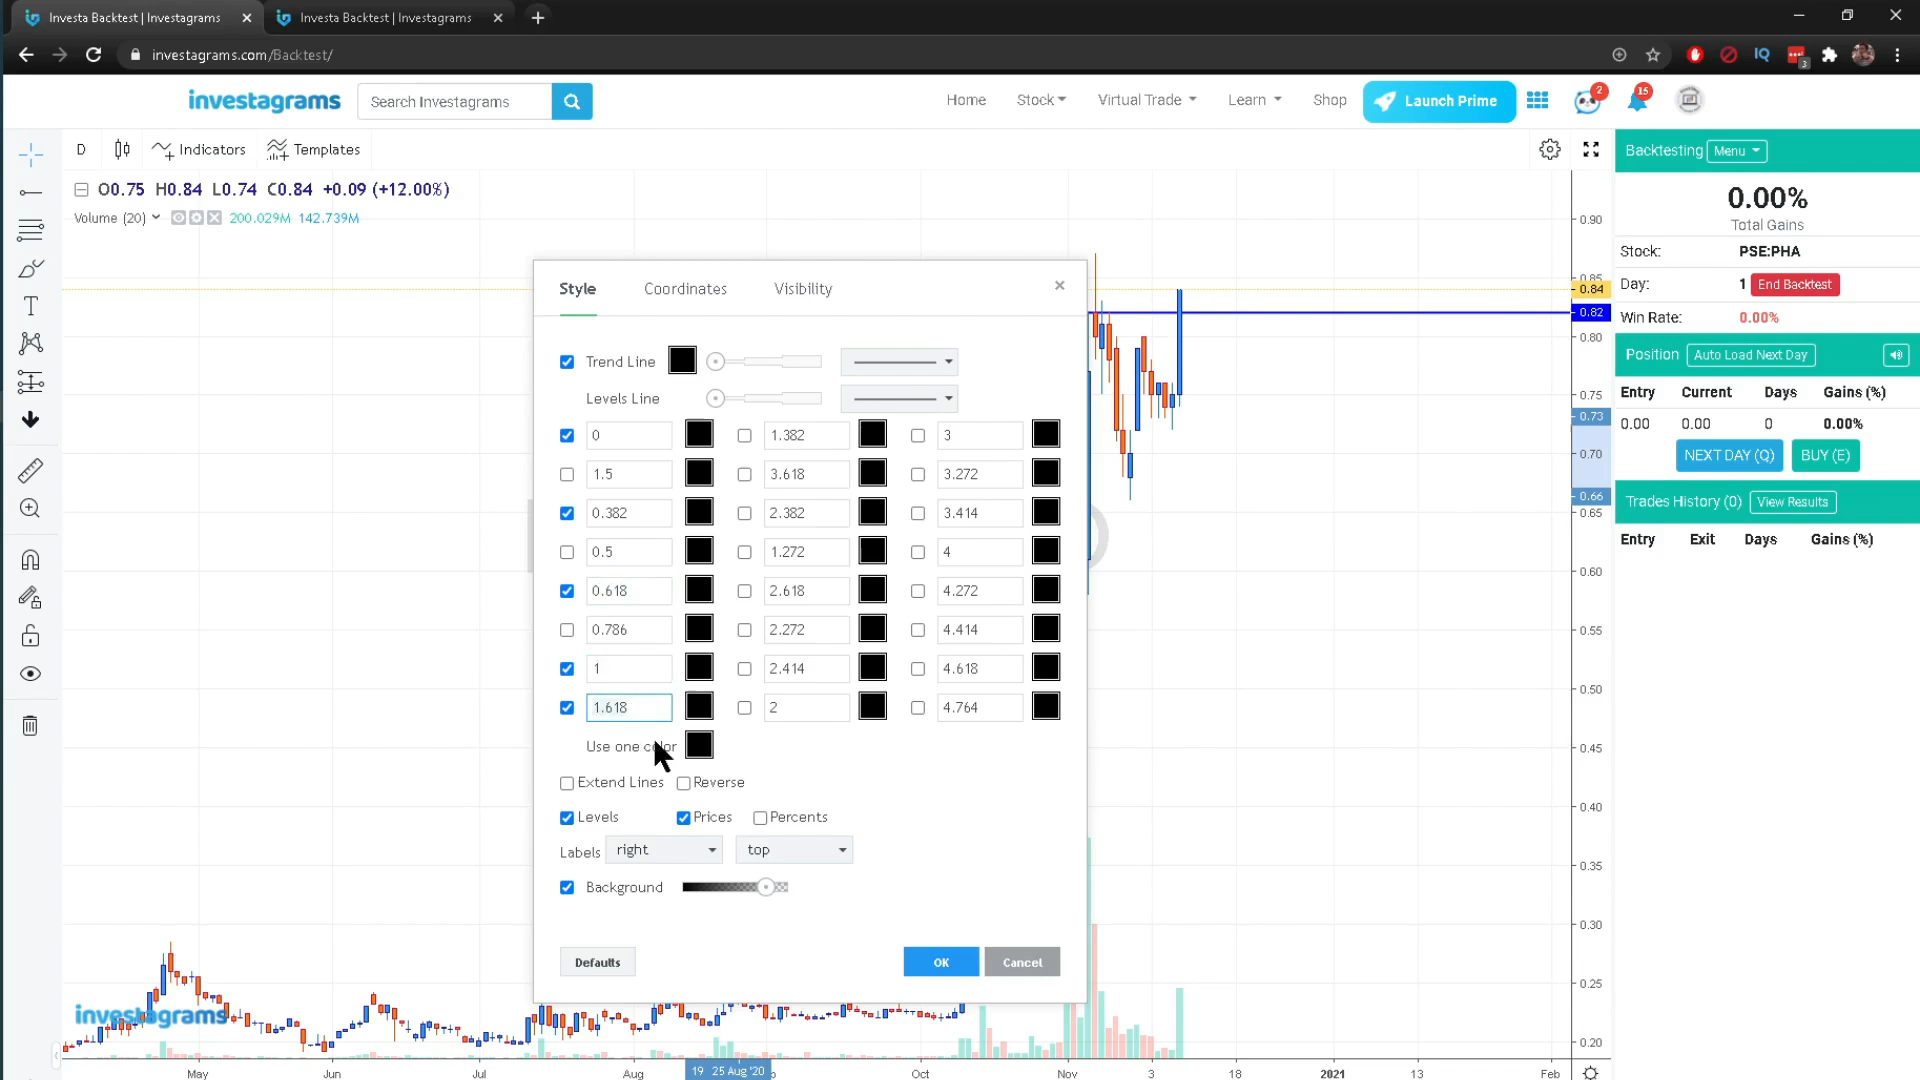 Investa Backtest | Investagrams
Investa Backtest | Investagrams
investagrams.com/Backtest/
IQ
3
investagrams
Search Investagrams
Home
Stock
Virtual Trade
Learn
Shop
Launch Prime
2
15
D
Indicators
Templates
O0.75 H0.84 L0.74 C0.84 +0.09 (+12.00%)
Volume (20) 200.029M 142.739M
Style
Coordinates
Visibility
Trend Line
Levels Line
0 1.382 3
1.5 3.618 3.272
0.382 2.382 3.414
0.5 1.272 4
0.618 2.618 4.272
0.786 2.272 4.414
1 2.414 4.618
1.618 2 4.764
Use one color
Extend Lines Reverse
Levels Prices Percents
Labels right top
Background
Defaults
OK
Cancel
0.90
0.85
0.84
0.82
0.80
0.75
0.73
0.70
0.66
0.65
0.60
0.55
0.50
0.45
0.40
0.35
0.30
0.25
0.20
investagrams
May
Jun
Jul
Aug
19 25 Aug '20
Oct
Nov
3
18
2021
13
Feb
Backtesting Menu
0.00%
Total Gains
Stock: PSE:PHA
Day: 1 End Backtest
Win Rate: 0.00%
Position Auto Load Next Day
Entry Current Days Gains (%)
0.00 0.00 0 0.00%
NEXT DAY (Q) BUY (E)
Trades History (0) View Results
Entry Exit Days Gains (%)